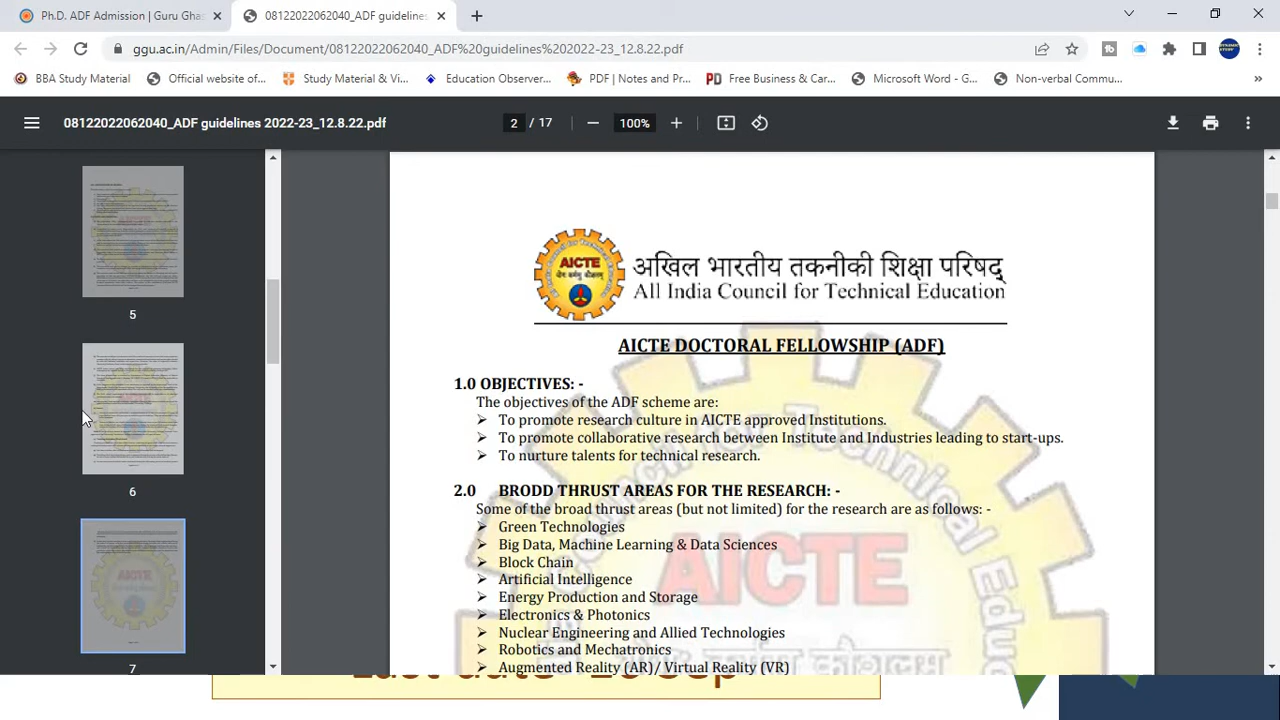 Ph.D. ADF Admission | Guru Ghas
08122022062040_ADF guidelines
ggu.ac.in/Admin/Files/Document/08122022062040_ADF%20guidelines%202022-23_12.8.22.pdf
BBA Study Material
Official website of...
Study Material & Vi...
Education Observer...
PDF | Notes and Pr...
Free Business & Car...
Microsoft Word - G...
Non-verbal Commu...
08122022062040_ADF guidelines 2022-23_12.8.22.pdf
2 / 17
100%
5
6
7
AICTE
अखिल भारतीय तकनीकी शिक्षा परिषद्
All India Council for Technical Education
AICTE DOCTORAL FELLOWSHIP (ADF)
1.0 OBJECTIVES: -
The objectives of the ADF scheme are:
To promote research culture in AICTE approved Institutions.
To promote collaborative research between Institute and Industries leading to start-ups.
To nurture talents for technical research.
2.0 BRODD THRUST AREAS FOR THE RESEARCH: -
Some of the broad thrust areas (but not limited) for the research are as follows: -
Green Technologies
Big Data, Machine Learning & Data Sciences
Block Chain
Artificial Intelligence
Energy Production and Storage
Electronics & Photonics
Nuclear Engineering and Allied Technologies
Robotics and Mechatronics
Augmented Reality (AR)/ Virtual Reality (VR)
AICTE